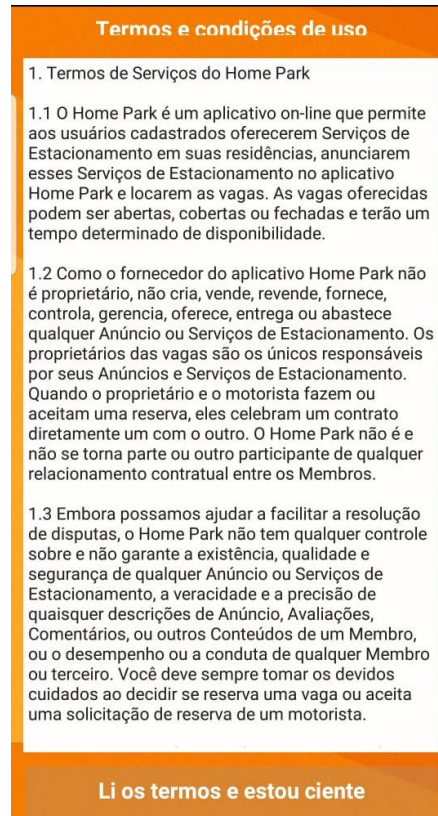 Termos e condições de uso
1. Termos de Serviços do Home Park
1.1 O Home Park é um aplicativo on-line que permite
aos usuários cadastrados oferecerem Serviços de
Estacionamento em suas residências, anunciarem
esses Serviços de Estacionamento no aplicativo
Home Park e locarem as vagas. As vagas oferecidas
podem ser abertas, cobertas ou fechadas e terão um
tempo determinado de disponibilidade.
1.2 Como o fornecedor do aplicativo Home Park não
é proprietário, não cria, vende, revende, fornece,
controla, gerencia, oferece, entrega ou abastece
qualquer Anúncio ou Serviços de Estacionamento. Os
proprietários das vagas são os únicos responsáveis
por seus Anúncios e Serviços de Estacionamento.
Quando o proprietário e o motorista fazem ou
aceitam uma reserva, eles celebram um contrato
diretamente um com o outro. O Home Park não é e
não se torna parte ou outro participante de qualquer
relacionamento contratual entre os Membros.
1.3 Embora possamos ajudar a facilitar a resolução
de disputas, o Home Park não tem qualquer controle
sobre e não garante a existência, qualidade e
segurança de qualquer Anúncio ou Serviços de
Estacionamento, a veracidade e a precisão de
quaisquer descrições de Anúncio, Avaliações,
Comentários, ou outros Conteúdos de um Membro,
ou o desempenho ou a conduta de qualquer Membro
ou terceiro. Você deve sempre tomar os devidos
cuidados ao decidir se reserva uma vaga ou aceita
uma solicitação de reserva de um motorista.
Li os termos e estou ciente